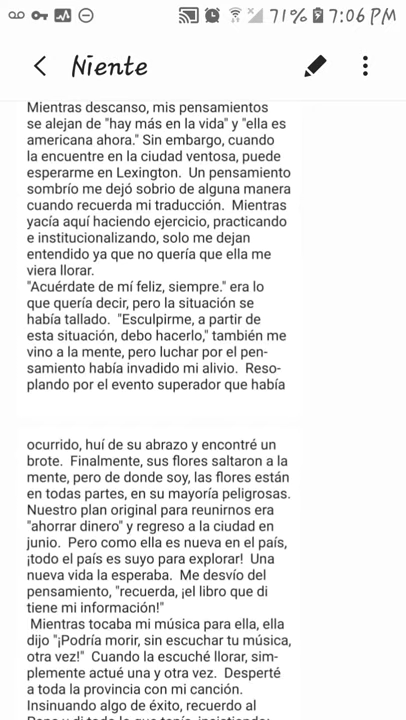 71% 7:06 PM
Niente
Mientras descanso, mis pensamientos
se alejan de "hay más en la vida" y "ella es
americana ahora." Sin embargo, cuando
la encuentre en la ciudad ventosa, puede
esperarme en Lexington.  Un pensamiento
sombrío me dejó sobrio de alguna manera
cuando recuerda mi traducción.  Mientras
yacía aquí haciendo ejercicio, practicando
e institucionalizando, solo me dejan
entendido ya que no quería que ella me
viera llorar.
"Acuérdate de mí feliz, siempre." era lo
que quería decir, pero la situación se
había tallado.  "Esculpirme, a partir de
esta situación, debo hacerlo," también me
vino a la mente, pero luchar por el pen-
samiento había invadido mi alivio.  Reso-
plando por el evento superador que había
ocurrido, huí de su abrazo y encontré un
brote.  Finalmente, sus flores saltaron a la
mente, pero de donde soy, las flores están
en todas partes, en su mayoría peligrosas.
Nuestro plan original para reunirnos era
"ahorrar dinero" y regreso a la ciudad en
junio.  Pero como ella es nueva en el país,
¡todo el país es suyo para explorar!  Una
nueva vida la esperaba.  Me desvío del
pensamiento, "recuerda, ¡el libro que di
tiene mi información!"
Mientras tocaba mi música para ella, ella
dijo "¡Podría morir, sin escuchar tu música,
otra vez!"  Cuando la escuché llorar, sim-
plemente actué una y otra vez.  Desperté
a toda la provincia con mi canción.
Insinuando algo de éxito, recuerdo al